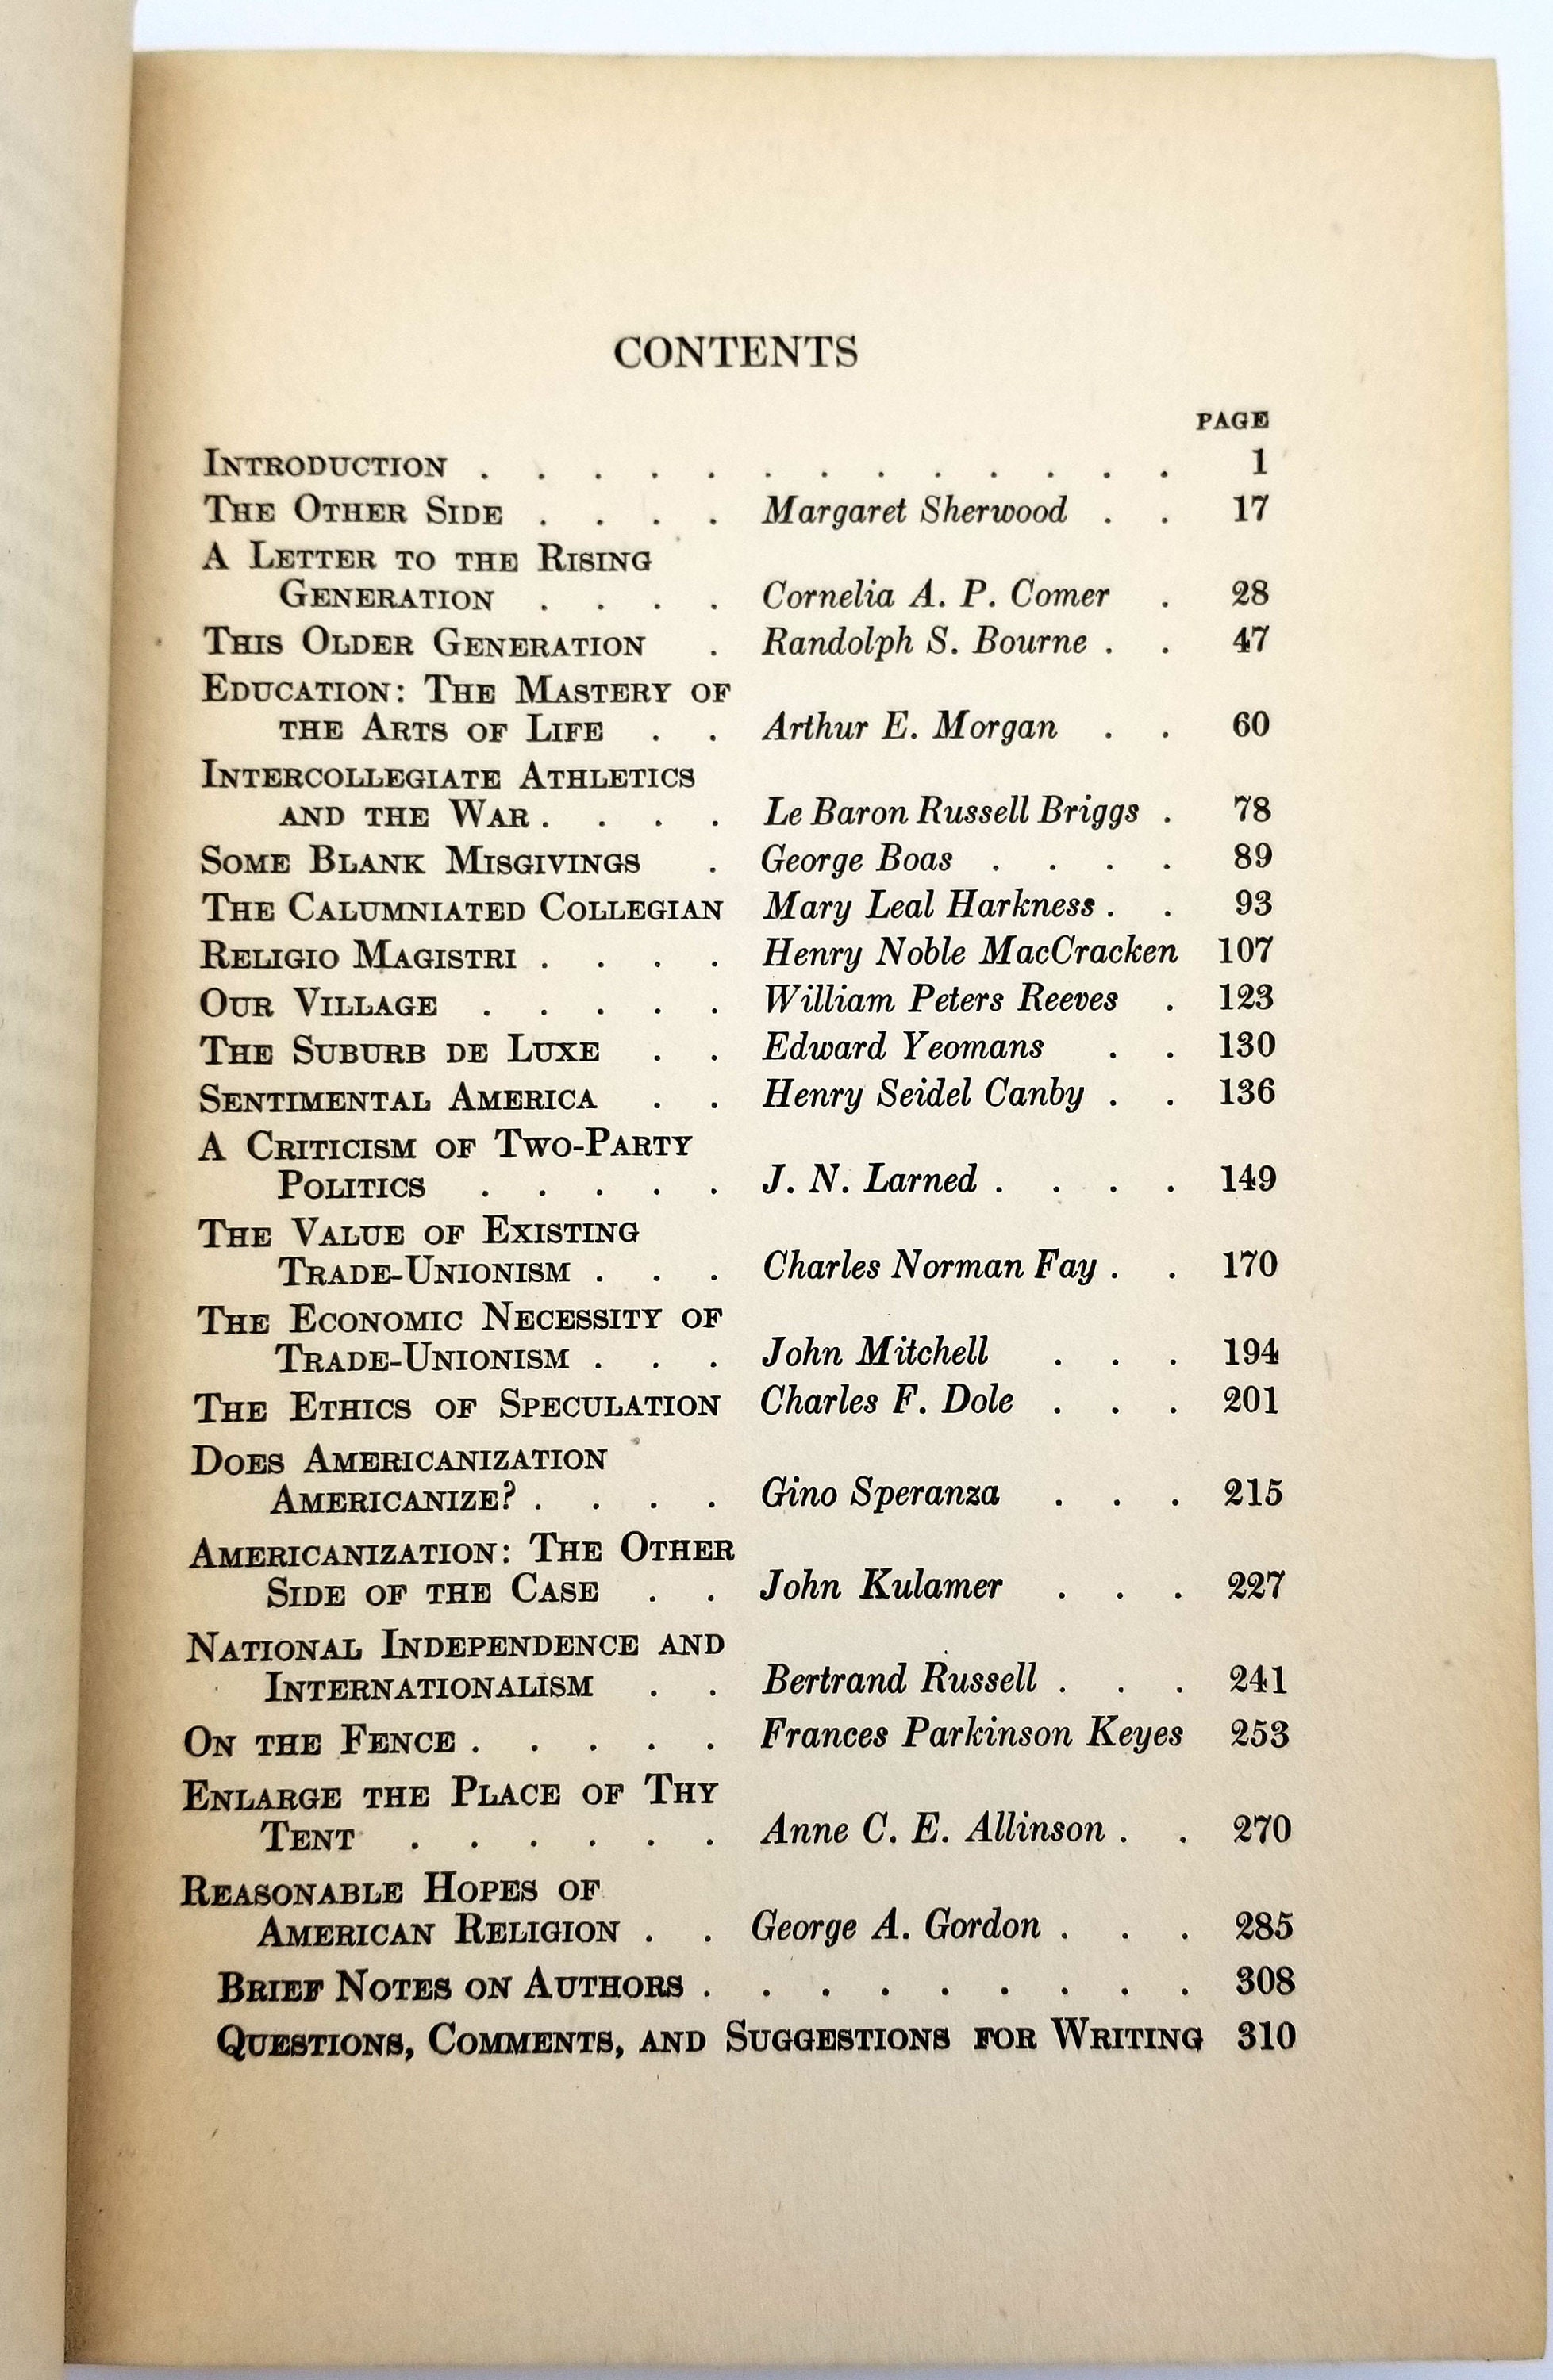 CONTENTS
PAGE
INTRODUCTION . . . . . . . . . . . . . 1
THE OTHER SIDE . . . . Margaret Sherwood . . 17
A LETTER TO THE RISING
GENERATION . . . . Cornelia A. P. Comer . 28
THIS OLDER GENERATION . Randolph S. Bourne . . 47
EDUCATION: THE MASTERY OF
THE ARTS OF LIFE . . Arthur E. Morgan . . 60
INTERCOLLEGIATE ATHLETICS
AND THE WAR . . . . Le Baron Russell Briggs . 78
SOME BLANK MISGIVINGS . George Boas . . . . 89
THE CALUMNIATED COLLEGIAN Mary Leal Harkness . . 93
RELIGIO MAGISTRI . . . . Henry Noble MacCracken 107
OUR VILLAGE . . . . . William Peters Reeves . 123
THE SUBURB DE LUXE . . Edward Yeomans . . 130
SENTIMENTAL AMERICA . . Henry Seidel Canby . . 136
A CRITICISM OF TWO-PARTY
POLITICS . . . . . J. N. Larned . . . . 149
THE VALUE OF EXISTING
TRADE-UNIONISM . . . Charles Norman Fay . . 170
THE ECONOMIC NECESSITY OF
TRADE-UNIONISM . . . John Mitchell . . . 194
THE ETHICS OF SPECULATION Charles F. Dole . . . 201
DOES AMERICANIZATION
AMERICANIZE? . . . . Gino Speranza . . . 215
AMERICANIZATION: THE OTHER
SIDE OF THE CASE . . John Kulamer . . . 227
NATIONAL INDEPENDENCE AND
INTERNATIONALISM . . Bertrand Russell . . . 241
ON THE FENCE . . . . . Frances Parkinson Keyes 253
ENLARGE THE PLACE OF THY
TENT . . . . . . Anne C. E. Allinson . . 270
REASONABLE HOPES OF
AMERICAN RELIGION . . George A. Gordon . . . 285
BRIEF NOTES ON AUTHORS . . . . . . . . . 308
QUESTIONS, COMMENTS, AND SUGGESTIONS FOR WRITING 310